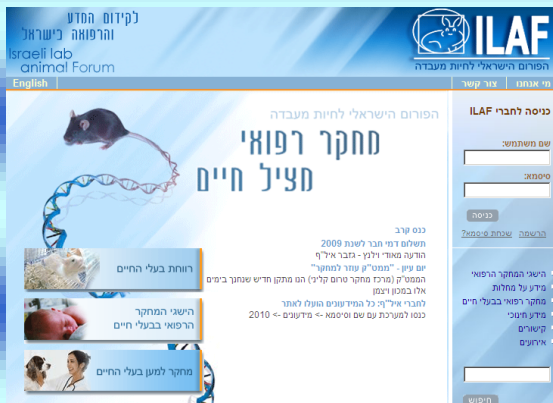 לקידום המדע
והרפואה בישראל
Israeli lab
animal Forum
ILAF
הפורום הישראלי לחיות מעבדה
English
צור קשר
מי אנחנו
הפורום הישראלי לחיות מעבדה
מחקר רפואי
מציל חיים
כנס קרב
תשלום דמי חבר לשנת 2009
הודעה מאודי וילנץ - גזבר איל"ף
יום עיון - "ממט"ק עוזר למחקר"
הממט"ק (מרכז מחקר טרום קליני) הנו מתקן חדיש שנחנך בימים
אלו במכון ויצמן
לחברי איל"ף: כל המידעונים הועלו לאתר
כנסו למערכת עם שם וסיסמא -> מידעונים -> 2010
רווחת בעלי החיים
הישגי המחקר
הרפואי בבעלי חיים
מחקר למען בעלי החיים
כניסה לחברי ILAF
שם משתמש:
סיסמא:
כניסה
הרשמה
שכחת סיסמא?
הישגי המחקר הרפואי
מידע על מחלות
מחקר רפואי בבעלי חיים
מידע חינוכי
קישורים
אירועים
חיפוש